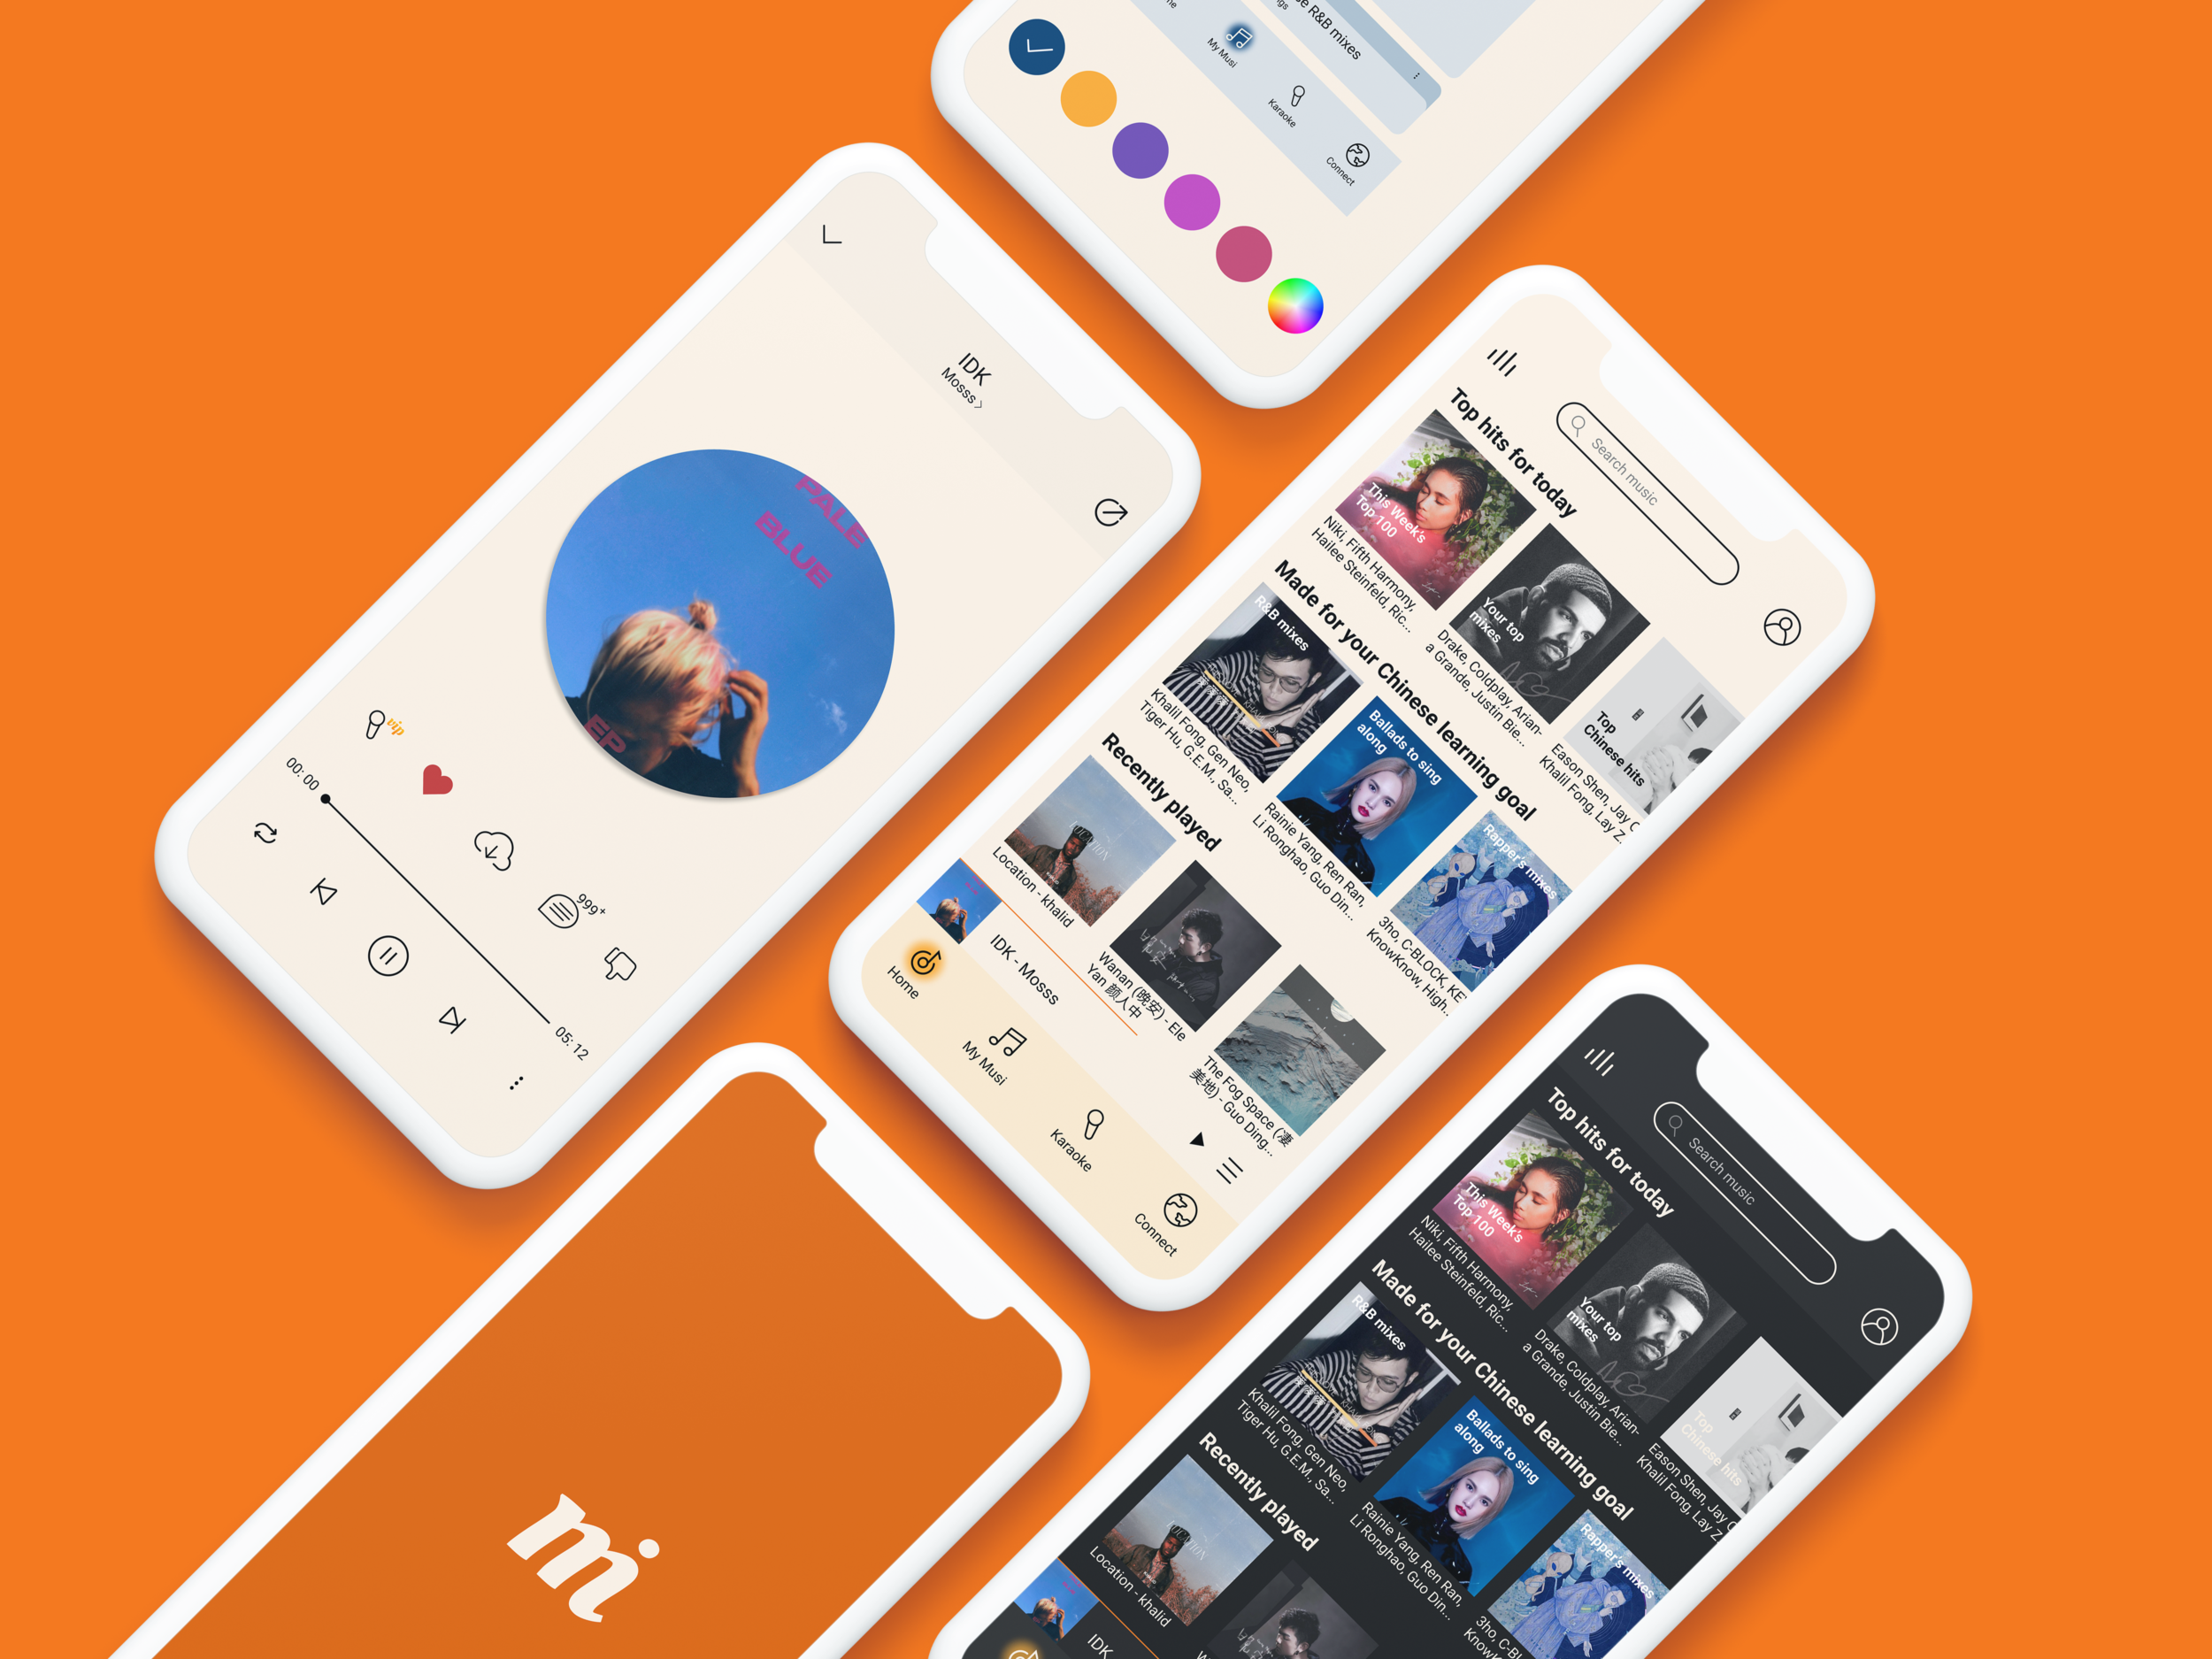 R&B mixes
My Musi
Karaoke
Connect
IDK
Mosss
PALE
BLUE
EP
vip
00: 00
999+
05: 12
Search music
Top hits for today
This Week's
Top 100
Niki, Fifth Harmony,
Hailee Steinfeld, Ric...
Your top
mixes
Drake, Coldplay, Arian-
a Grande, Justin Bie...
Top
Chinese hits
Eason Shen, Jay C
Khalil Fong, Lay Z
Made for your Chinese learning goal
R&B mixes
Khalil Fong, Gen Neo,
Tiger Hu, G.E.M., Sa...
Ballads to sing
along
Rainie Yang, Ren Ran,
Li Ronghao, Guo Din...
Rapper's mixes
3ho, C-BLOCK, KE
KnowKnow, High..
Recently played
LOCATION
Location - khalid
Wanan (晚安) - Ele
Yan 颜人中
The Fog Space (凄
美地) - Guo Ding...
IDK - Mosss
Home
My Musi
Karaoke
Connect
mi
Search music
Top hits for today
This Week's
Top 100
Niki, Fifth Harmony,
Hailee Steinfeld, Ric...
Your top
mixes
Drake, Coldplay, Arian-
a Grande, Justin Bie...
Top
Chinese hits
Eason Shen, Jay C
Khalil Fong, Lay Z
Made for your Chinese learning goal
R&B mixes
Khalil Fong, Gen Neo,
Tiger Hu, G.E.M., Sa...
Ballads to sing
along
Rainie Yang, Ren Ran,
Li Ronghao, Guo Din...
Rapper's mixes
3ho, C-BL
KnowK
Recently played
LOCATION
Location - khalid
IDK